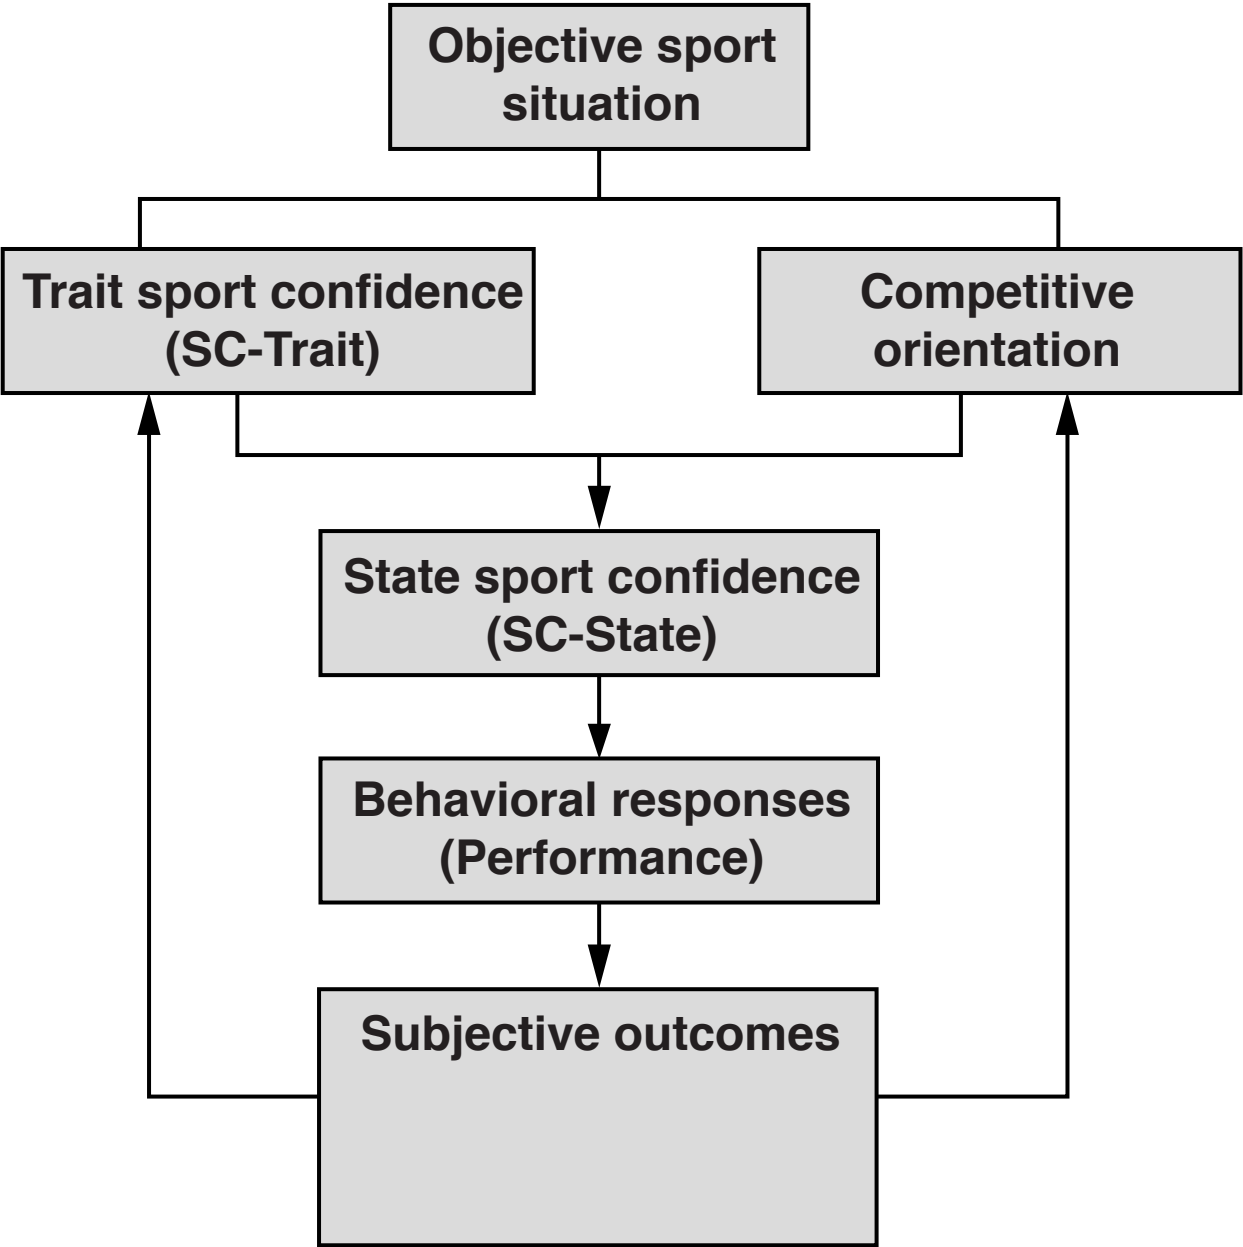 Objective sport
situation
Trait sport confidence
(SC-Trait)
Competitive
orientation
State sport confidence
(SC-State)
Behavioral responses
(Performance)
Subjective outcomes